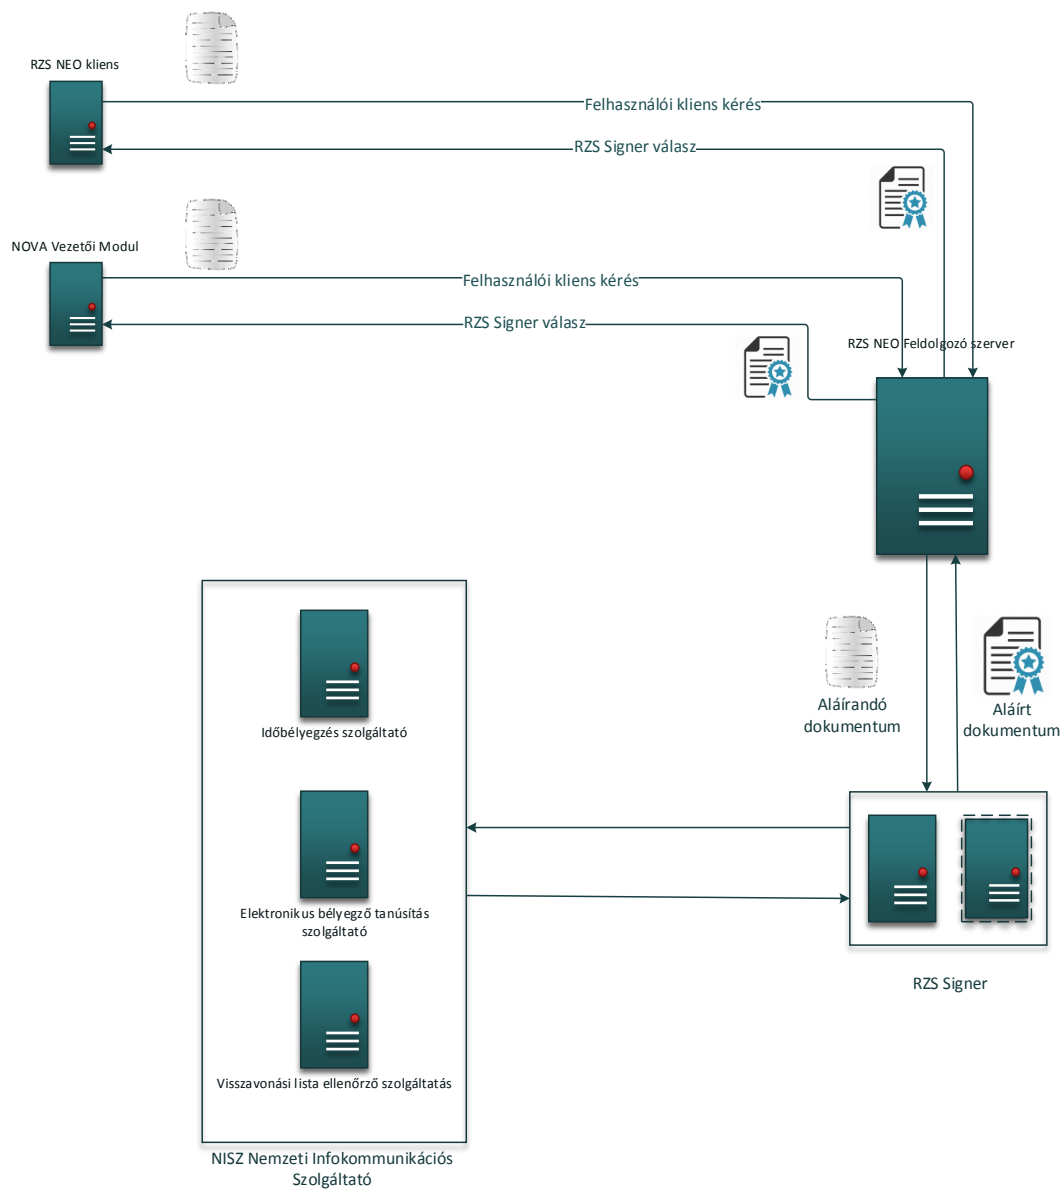 RZS NEO kliens
Felhasználói kliens kérés
RZS Signer válasz
NOVA Vezetői Modul
Felhasználói kliens kérés
RZS Signer válasz
RZS NEO Feldolgozó szerver
Aláírandó
dokumentum
Aláírt
dokumentum
Időbélyegzés szolgáltató
Elektronikus bélyegző tanúsítás
szolgáltató
RZS Signer
Visszavonási lista ellenőrző szolgáltatás
NISZ Nemzeti Infokommunikációs
Szolgáltató